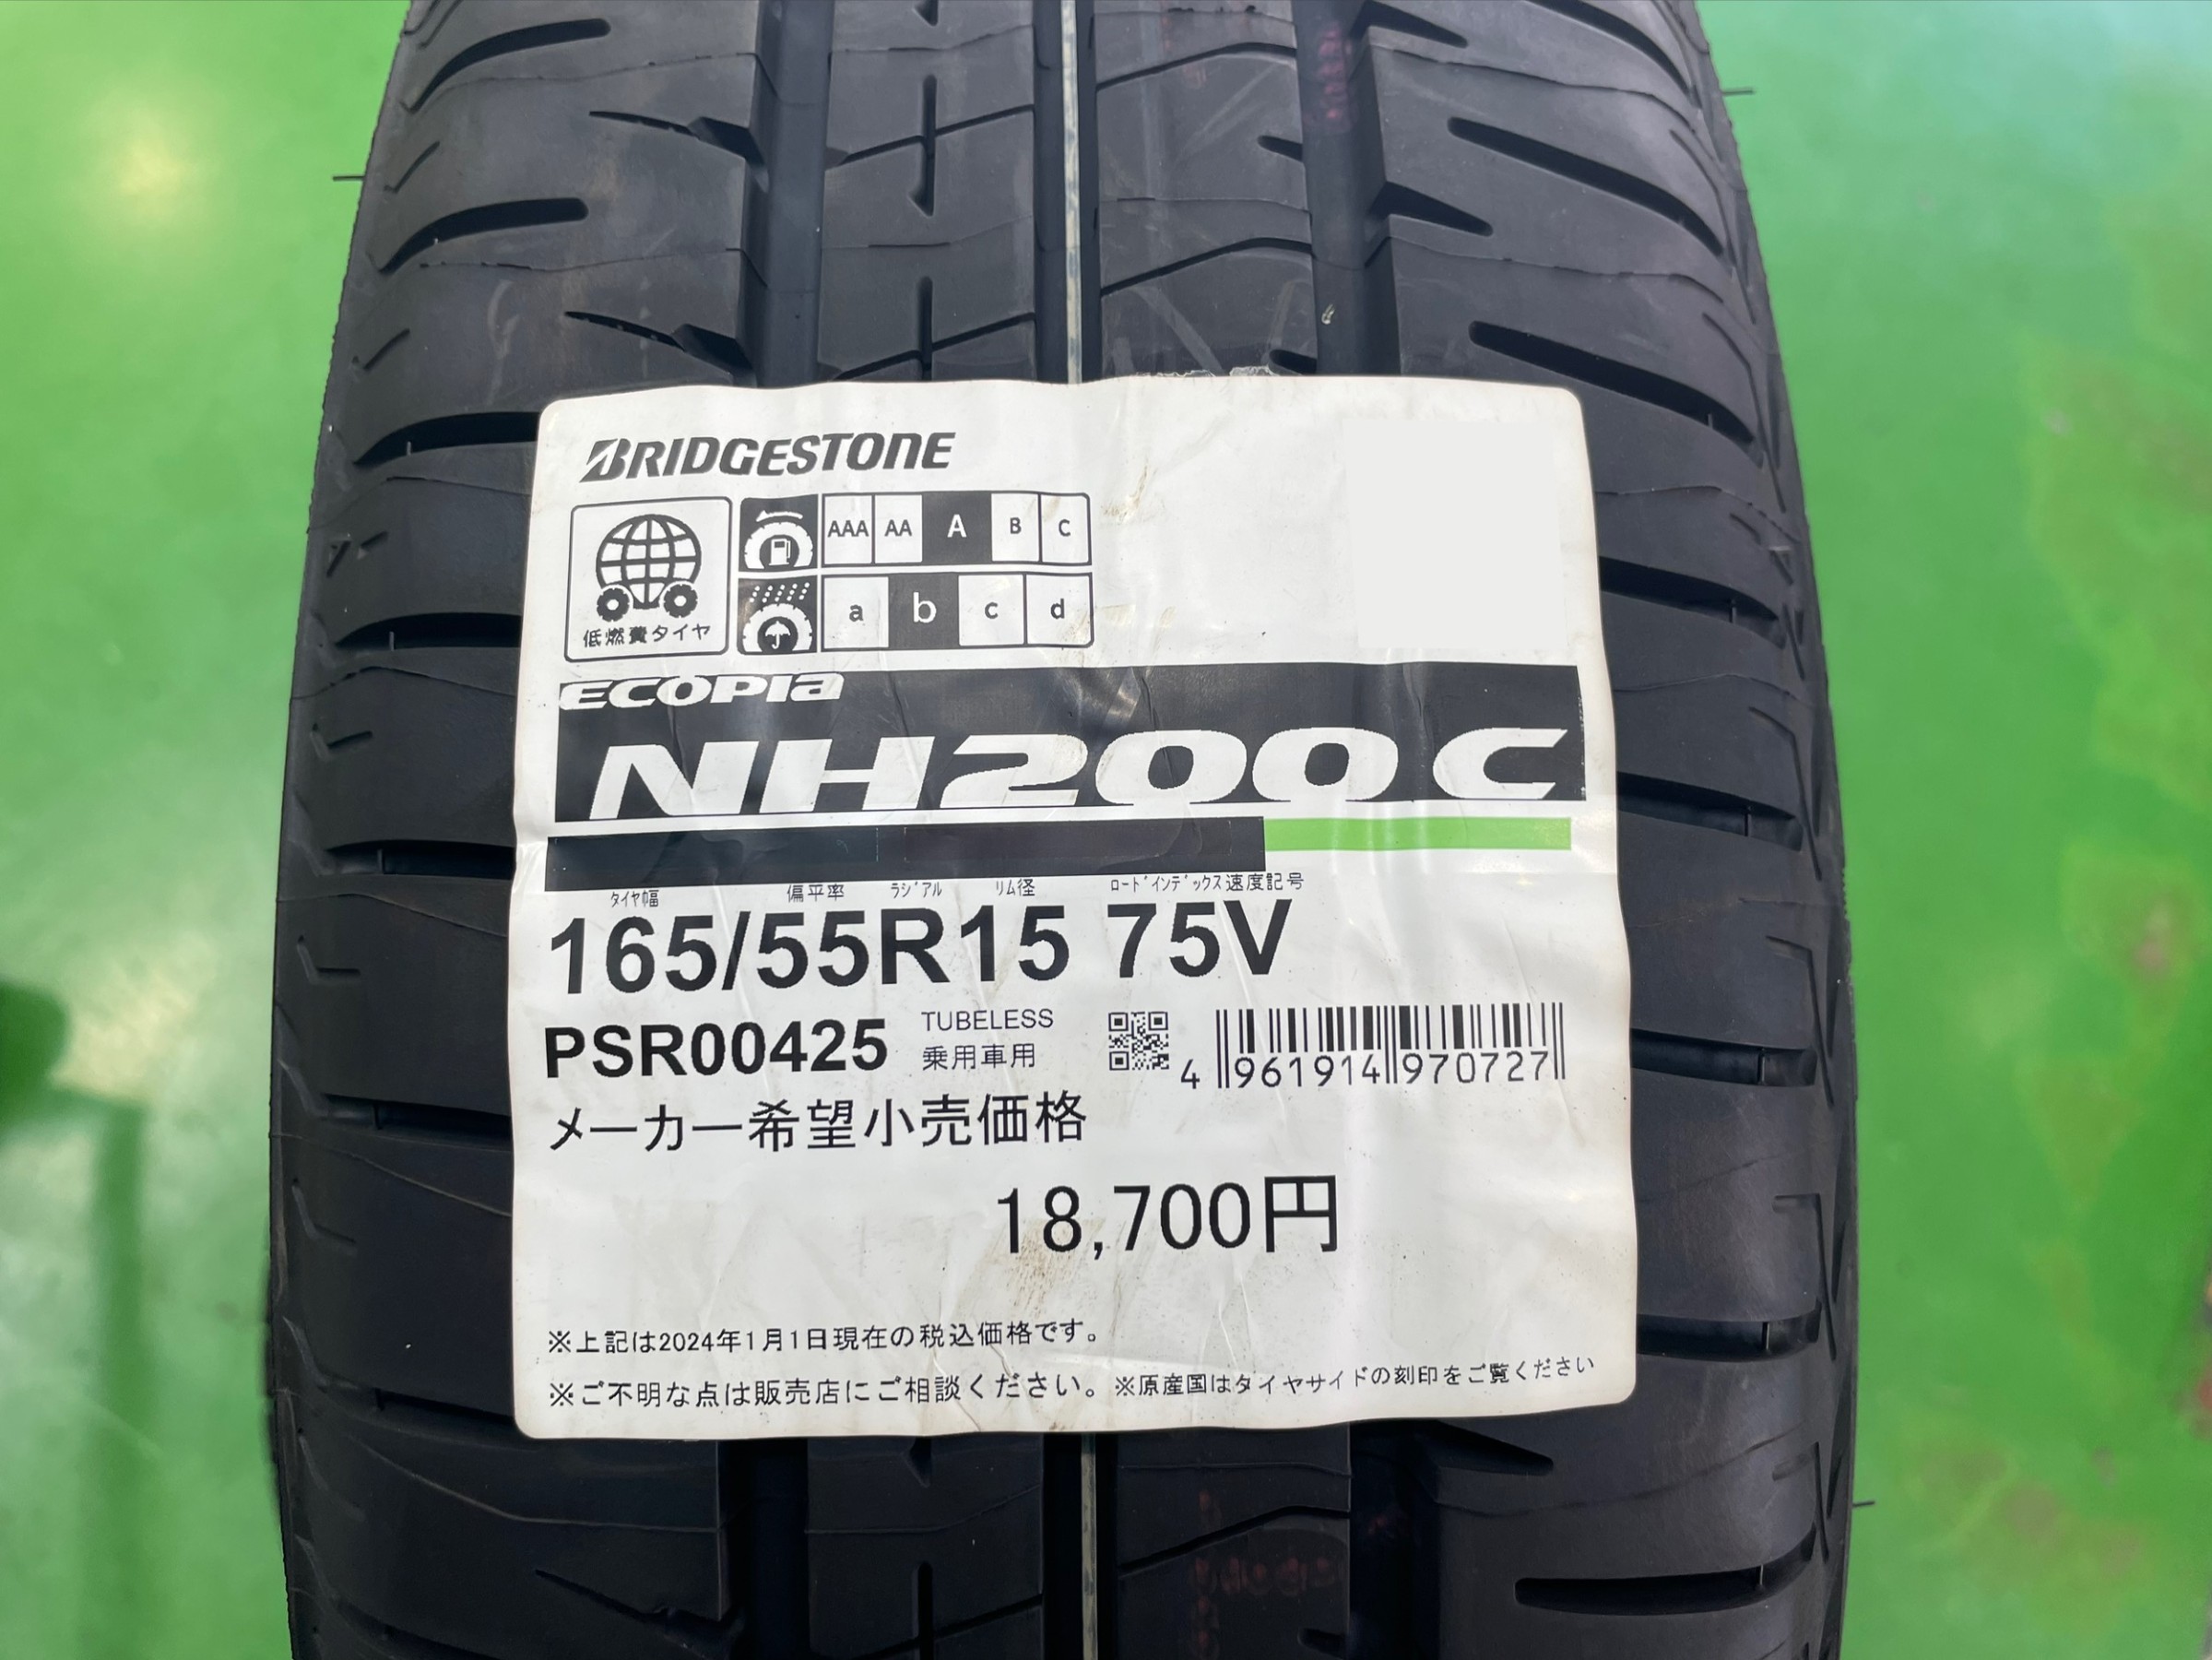 BRIDGESTONE
AAA AA A B C
低燃費タイヤ
a b c d
ECOPIA
NH200 C
タイヤ幅 偏平率 ラジアル リム径 ロードインデックス速度記号
165/55R15 75V
PSR00425 TUBELESS
乗用車用
4 961914 970727
メーカー希望小売価格
18,700円
※上記は2024年1月1日現在の税込価格です。
※ご不明な点は販売店にご相談ください。※原産国はタイヤサイドの刻印をご覧ください